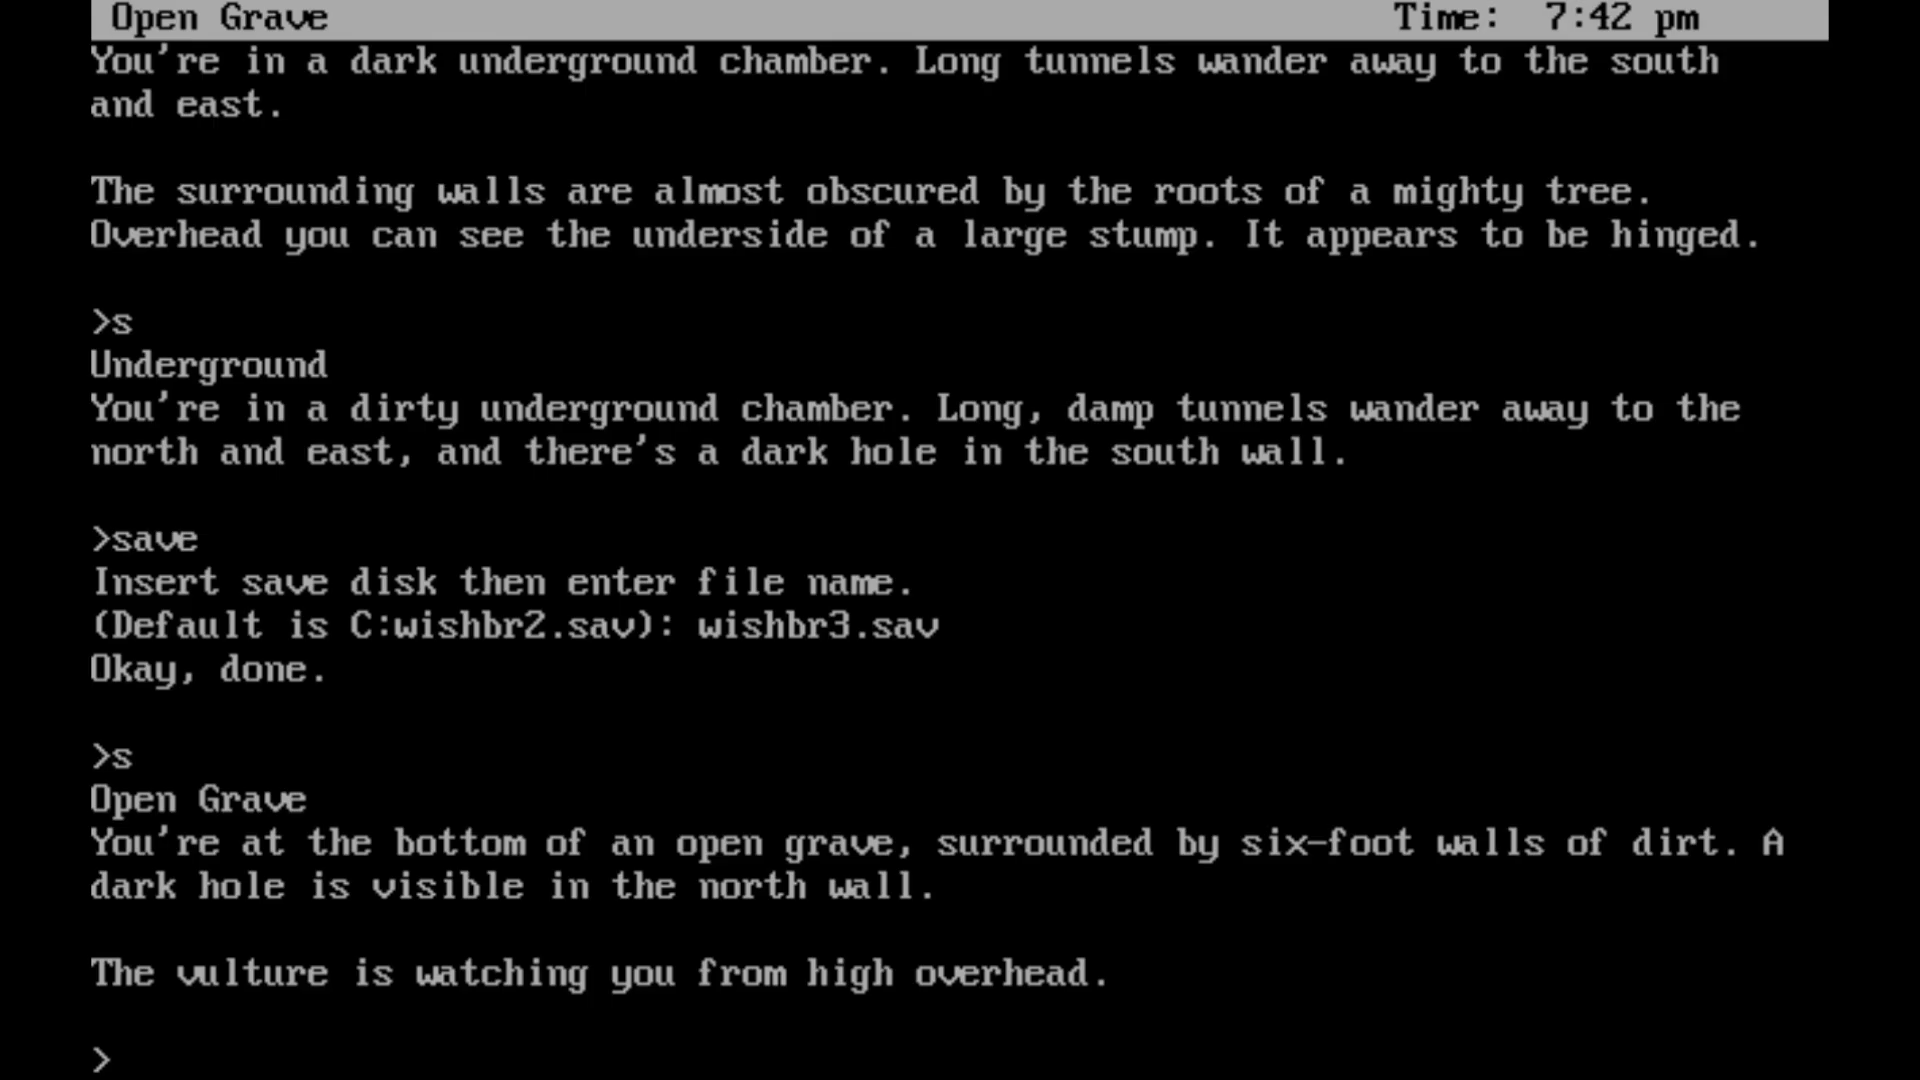 Open Grave Time: 7:42 pm
You're in a dark underground chamber. Long tunnels wander away to the south
and east.
The surrounding walls are almost obscured by the roots of a mighty tree.
Overhead you can see the underside of a large stump. It appears to be hinged.
>s
Underground
You're in a dirty underground chamber. Long, damp tunnels wander away to the
north and east, and there's a dark hole in the south wall.
>save
Insert save disk then enter file name.
(Default is C:wishbr2.sav): wishbr3.sav
Okay, done.
>s
Open Grave
You're at the bottom of an open grave, surrounded by six-foot walls of dirt. A
dark hole is visible in the north wall.
The vulture is watching you from high overhead.
>